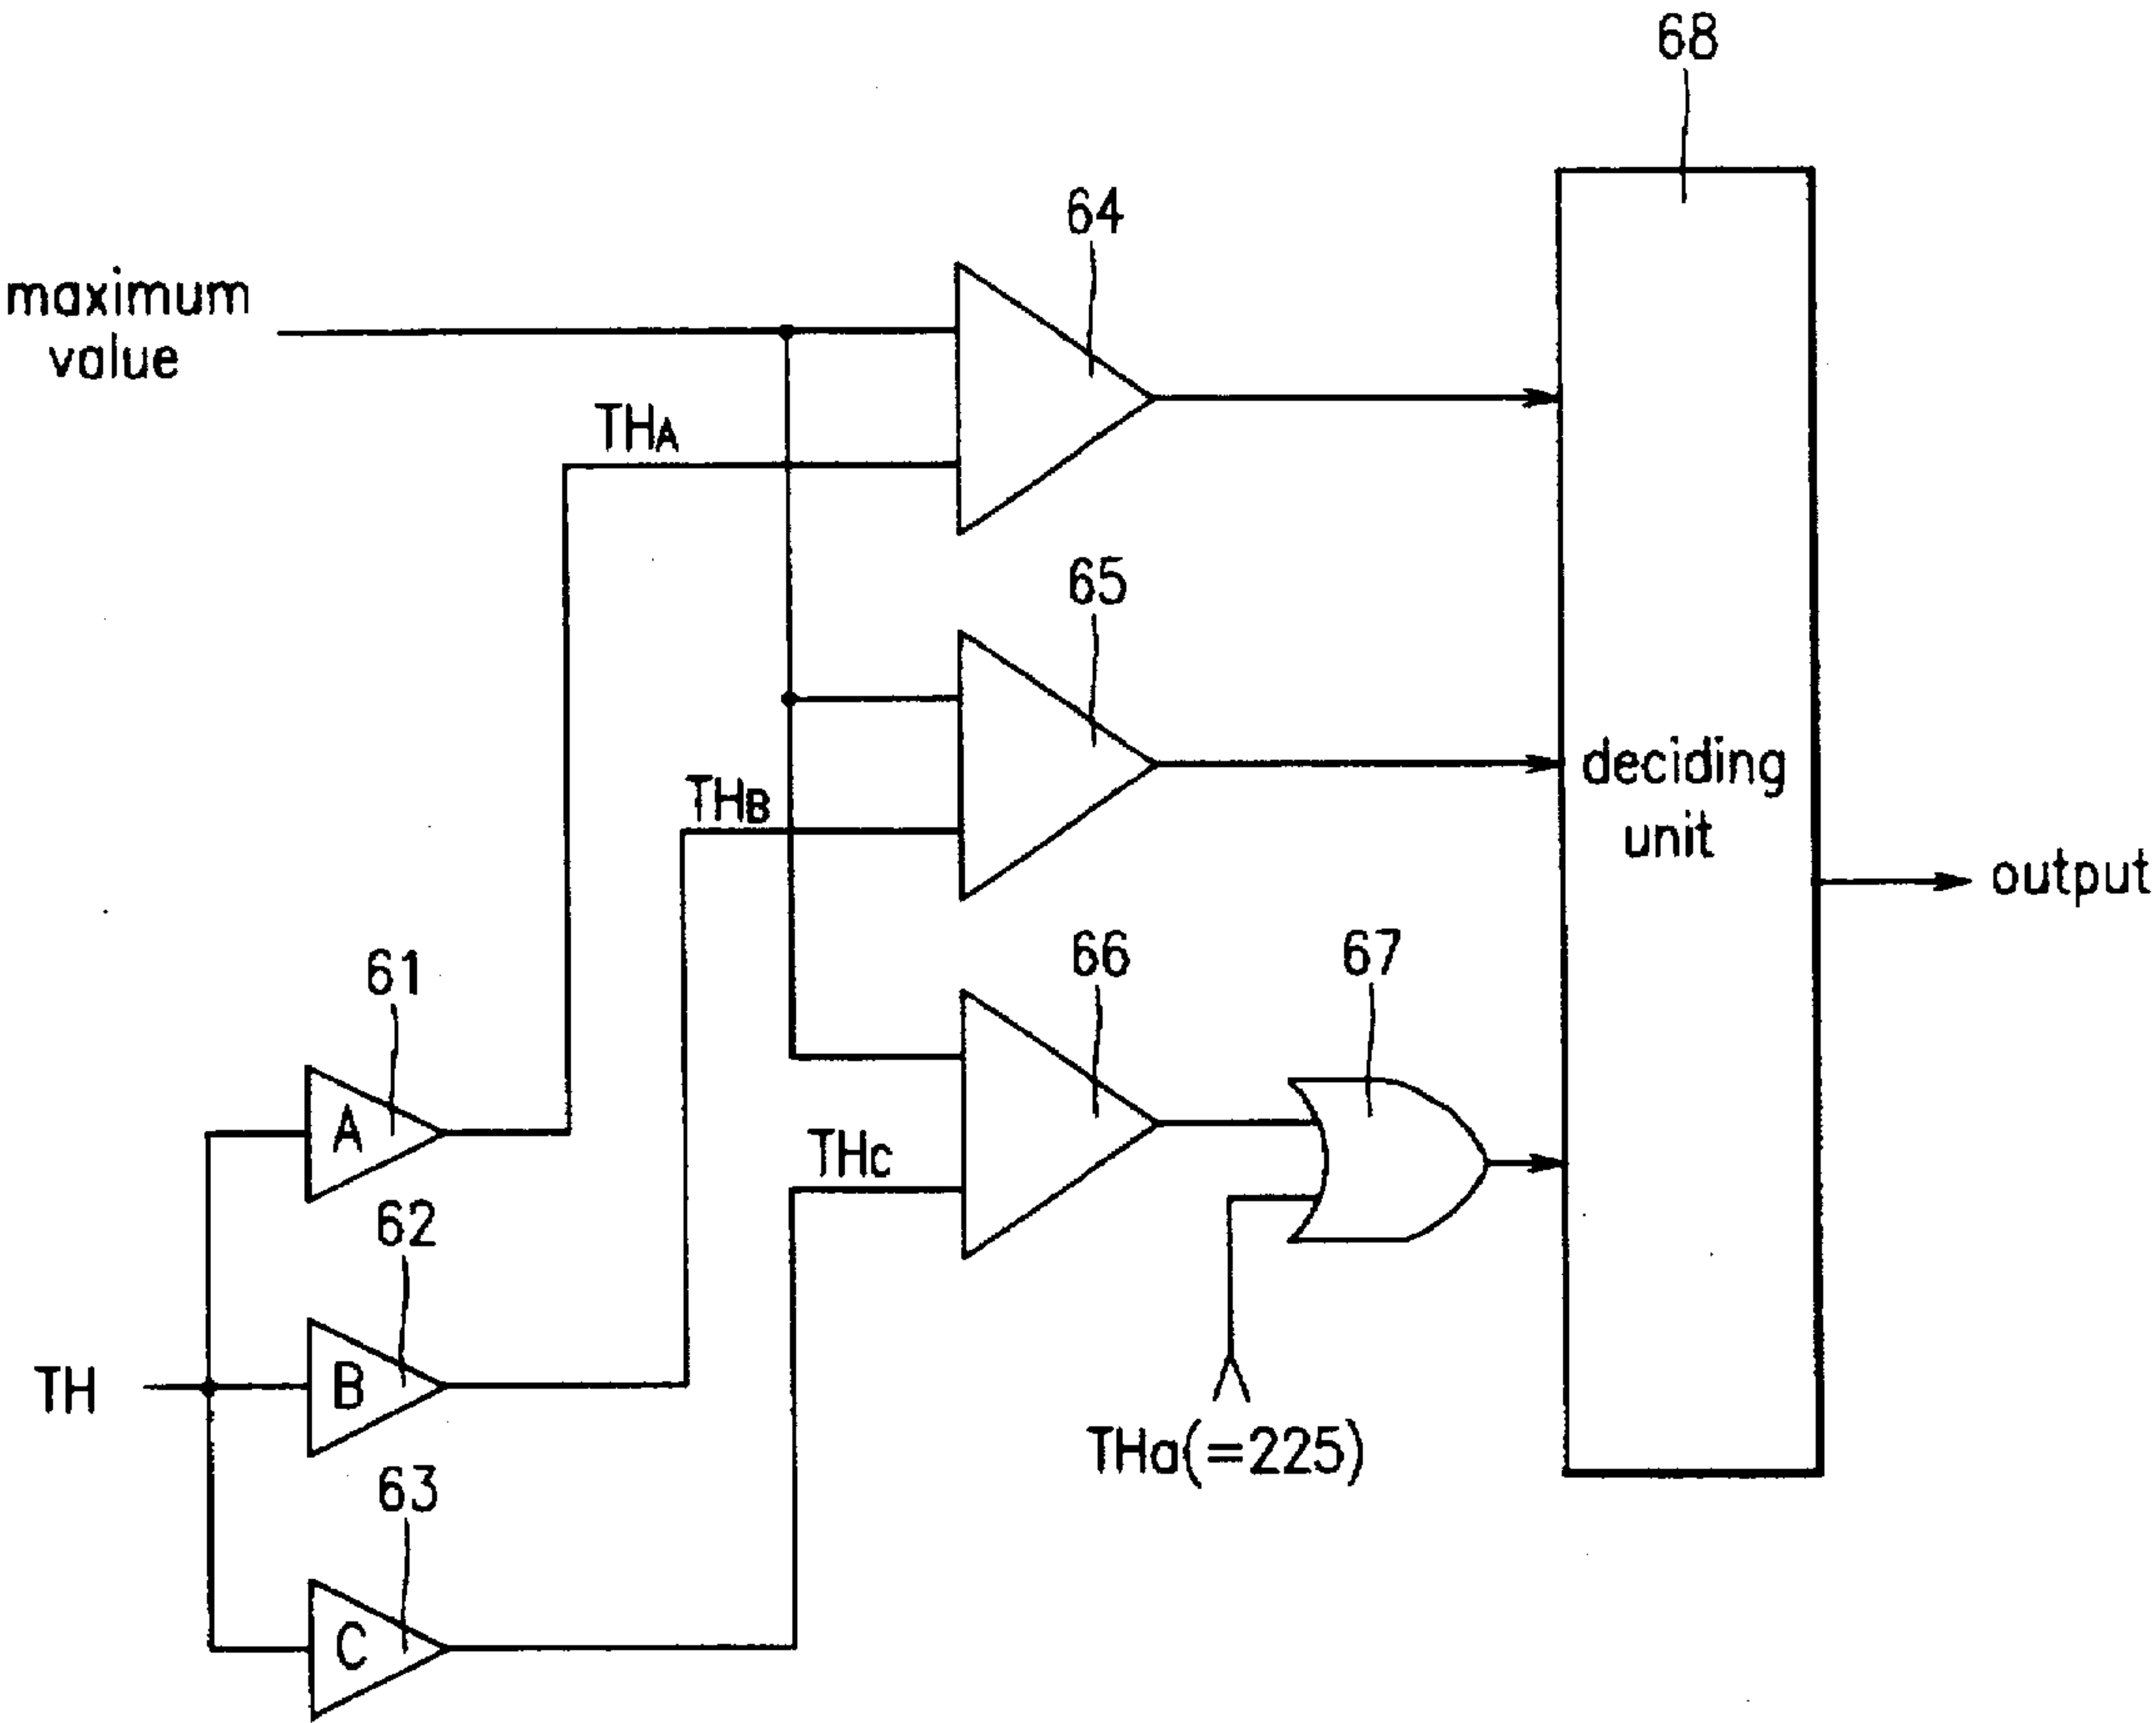 68
64
maximum
value
THA
65
deciding
unit
THB
output
66
67
61
A
THC
62
TH
B
THa(=225)
63
C